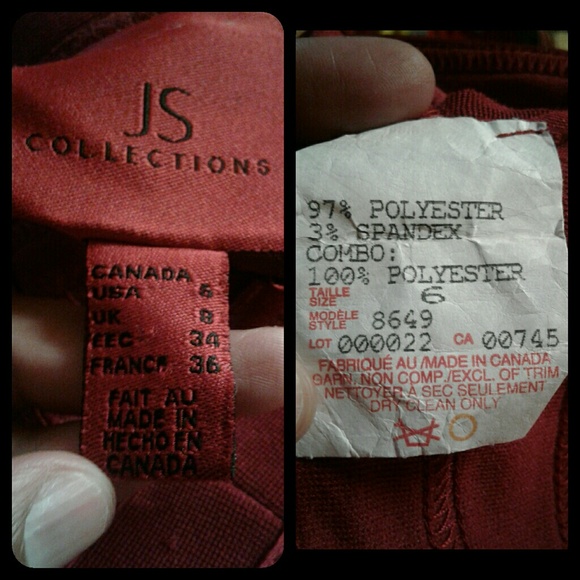 JS
COLLECTIONS
CANADA
USA 6
UK 8
EEC 34
FRANCE 36
FAIT AU
MADE IN
HECHO EN
CANADA
97% POLYESTER
3% SPANDEX
COMBO:
100% POLYESTER
TAILLE
SIZE 6
MODÈLE
STYLE 8649
LOT 000022 CA 00745
FABRIQUÉ AU/MADE IN CANADA
GARN. NON COMP./EXCL. OF TRIM
NETTOYER A SEC SEULEMENT
DRY CLEAN ONLY